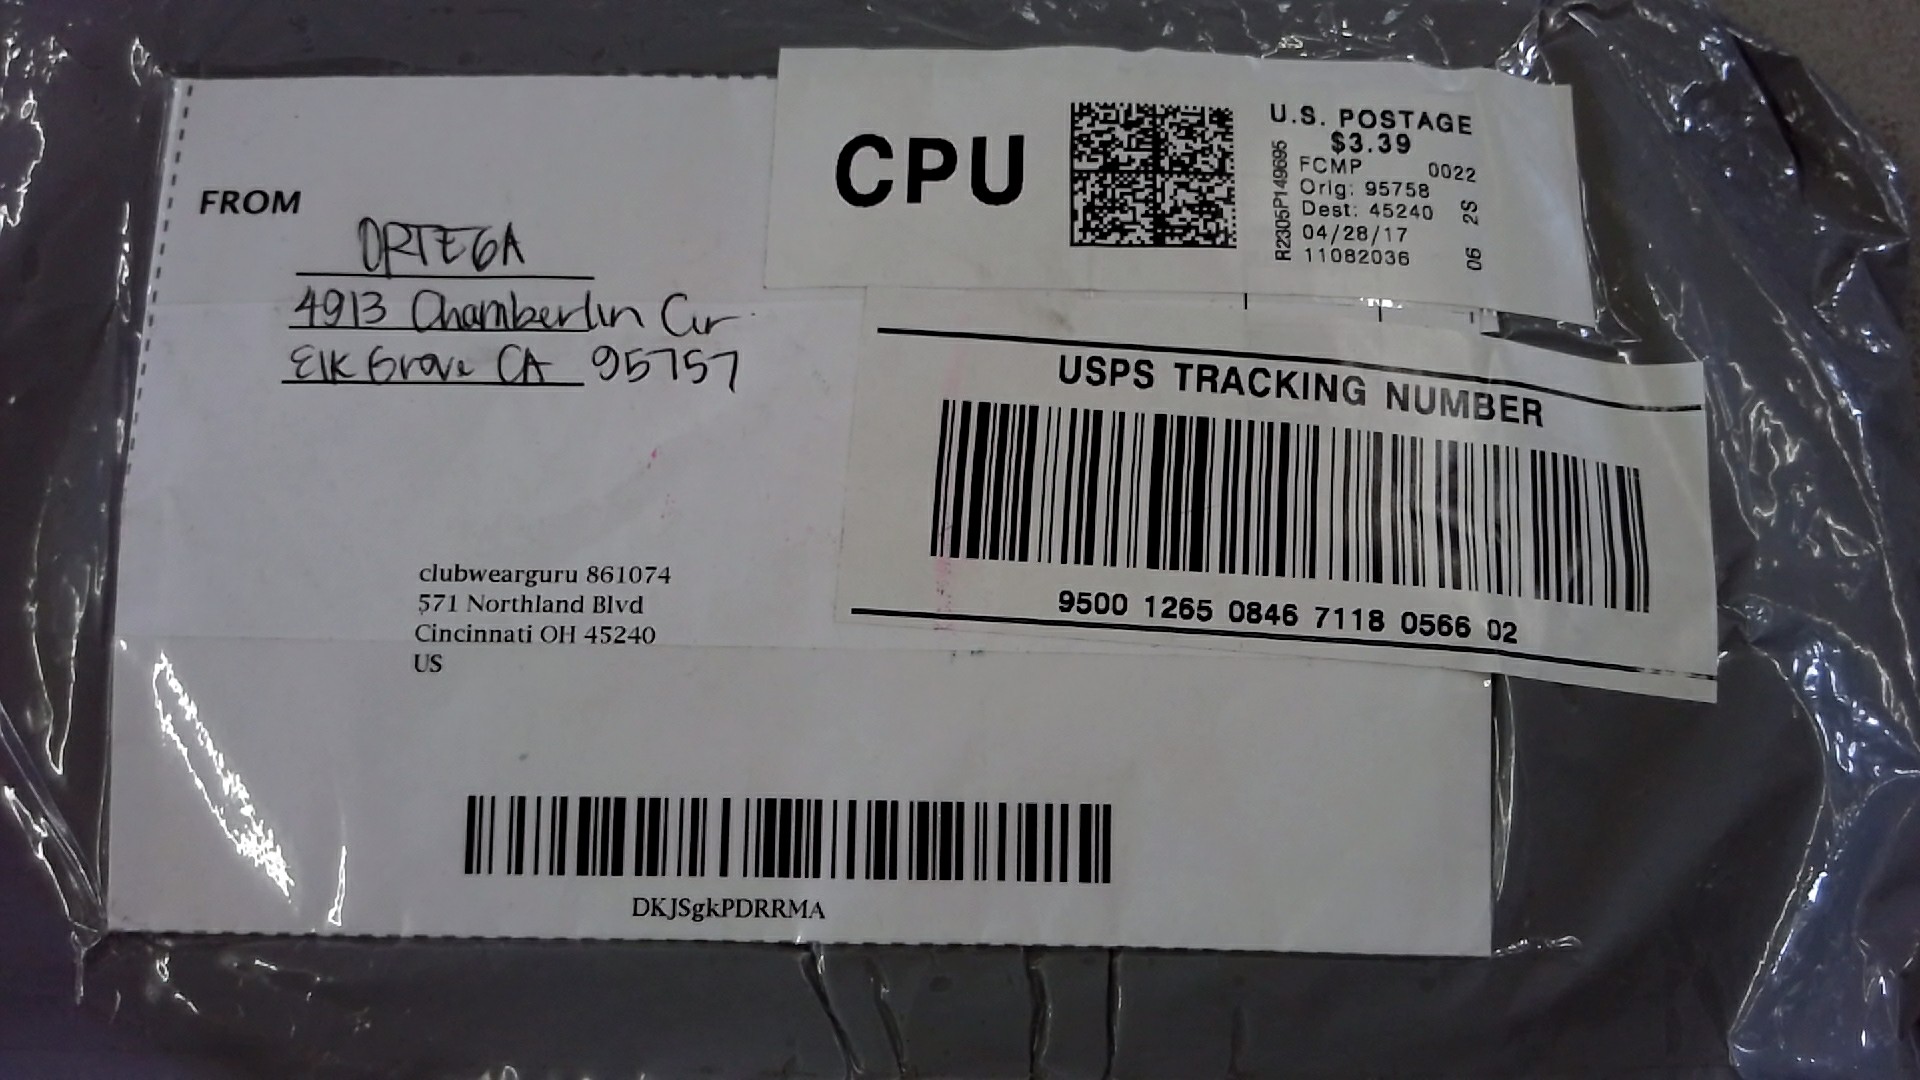 FROM
ORTEGA
4913 Chamberlin Cir
Elk Grove CA 95757
CPU
U.S. POSTAGE
$3.39
FCMP 0022
Orig: 95758
Dest: 45240
04/28/17
11082036
R2305P149695
06 2S
USPS TRACKING NUMBER
9500 1265 0846 7118 0566 02
clubwearguru 861074
571 Northland Blvd
Cincinnati OH 45240
US
DKJSgkPDRRMA